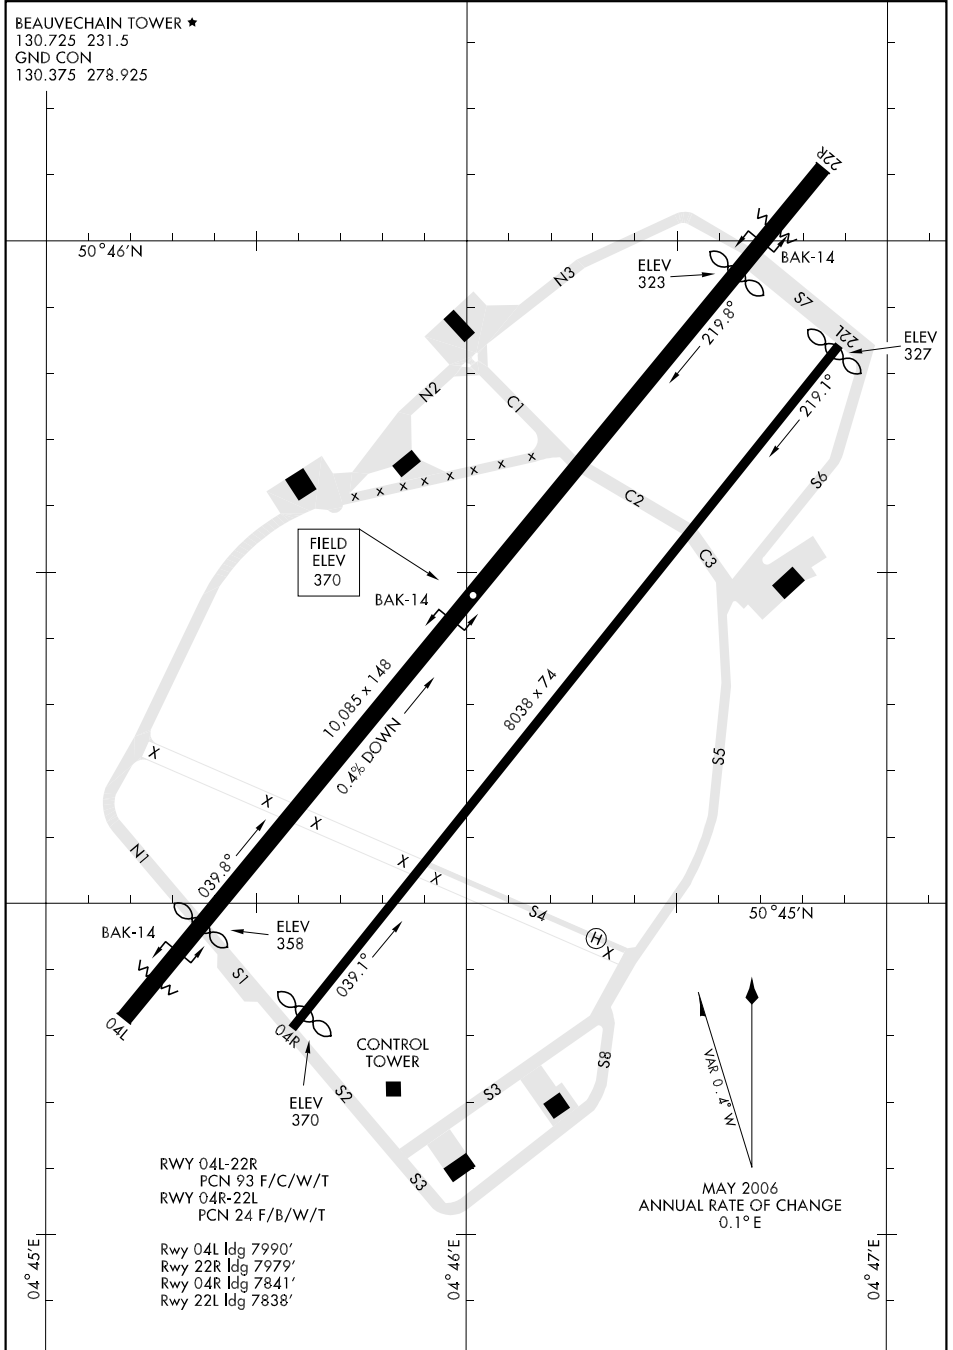 BEAUVECHAIN TOWER ★
130.725 231.5
GND CON
130.375 278.925
22R
50°46'N
N3
ELEV
323
BAK-14
S7
219.8°
22L
ELEV
327
219.1°
N2
C1
C2
S6
C3
x x x x x x x x
FIELD
ELEV
370
BAK-14
10,085 x 148
0.4% DOWN
8038 x 74
S5
X
X
X
X
X
N1
039.8°
S4
50°45'N
H
X
BAK-14
ELEV
358
S1
039.1°
04L
04R
CONTROL
TOWER
ELEV
370
S2
S3
S8
VAR 0.4° W
S3
RWY 04L-22R
PCN 93 F/C/W/T
RWY 04R-22L
PCN 24 F/B/W/T
MAY 2006
ANNUAL RATE OF CHANGE
0.1° E
Rwy 04L ldg 7990'
Rwy 22R ldg 7979'
Rwy 04R ldg 7841'
Rwy 22L ldg 7838'
04°45'E
04°46'E
04°47'E